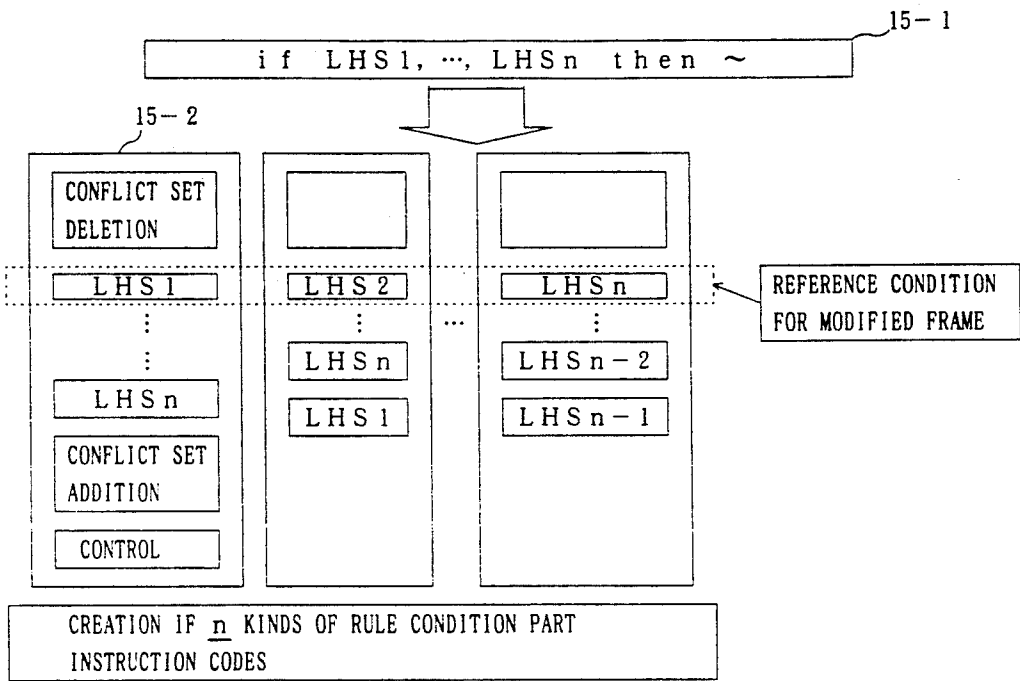 15-1
if LHS1, ···, LHSn then ~
15-2
CONFLICT SET
DELETION
LHS1
LHS2
LHSn
REFERENCE CONDITION
FOR MODIFIED FRAME
⋮
⋮
···
⋮
⋮
LHSn
LHSn-2
LHSn
LHS1
LHSn-1
CONFLICT SET
ADDITION
CONTROL
CREATION IF n KINDS OF RULE CONDITION PART
INSTRUCTION CODES